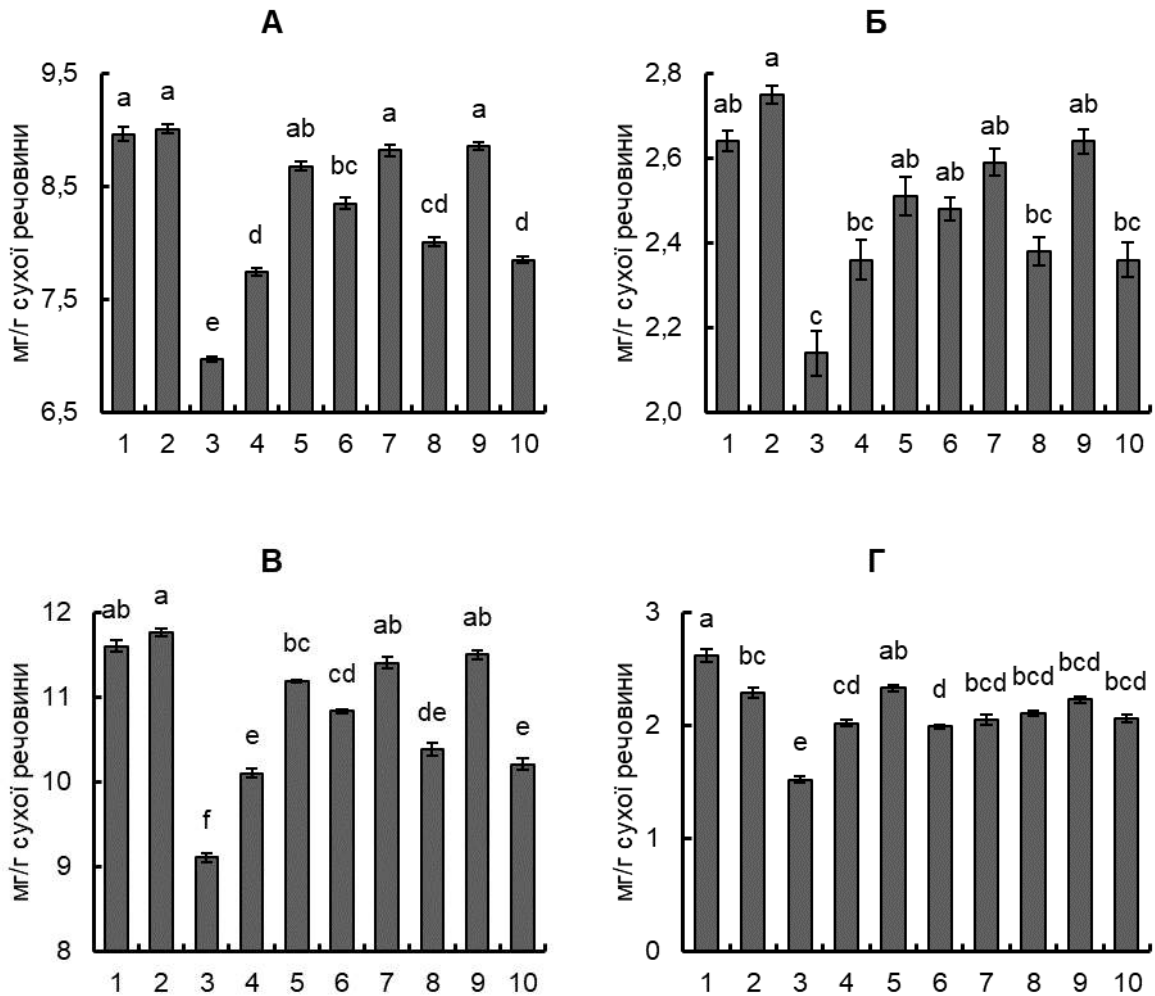 А
мг/г сухої речовини
9,5
8,5
7,5
6,5
a a e d ab bc a cd a d
1 2 3 4 5 6 7 8 9 10
Б
мг/г сухої речовини
2,8
2,6
2,4
2,2
2,0
ab a c bc ab ab ab bc ab bc
1 2 3 4 5 6 7 8 9 10
В
мг/г сухої речовини
12
11
10
9
8
ab a f e bc cd ab de ab e
1 2 3 4 5 6 7 8 9 10
Г
мг/г сухої речовини
3
2
1
0
a bc e cd ab d bcd bcd bcd bcd
1 2 3 4 5 6 7 8 9 10